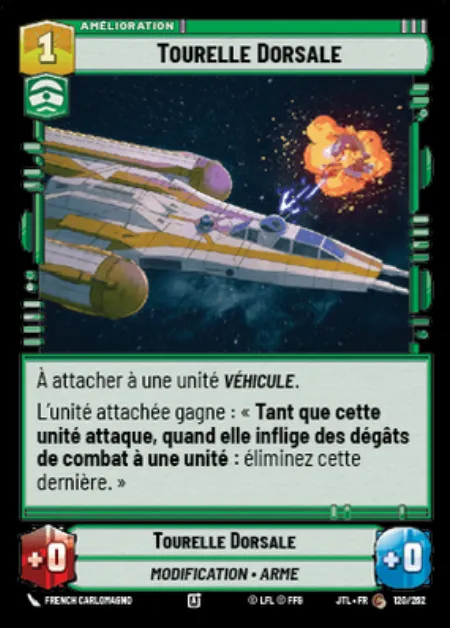 AMÉLIORATION
1
TOURELLE DORSALE
À attacher à une unité VÉHICULE.
L'unité attachée gagne : « Tant que cette
unité attaque, quand elle inflige des dégâts
de combat à une unité : éliminez cette
dernière. »
+0
TOURELLE DORSALE
+0
MODIFICATION • ARME
FRENCH CARLOMAGNO
© LFL © FFG
JTL • FR
120/262